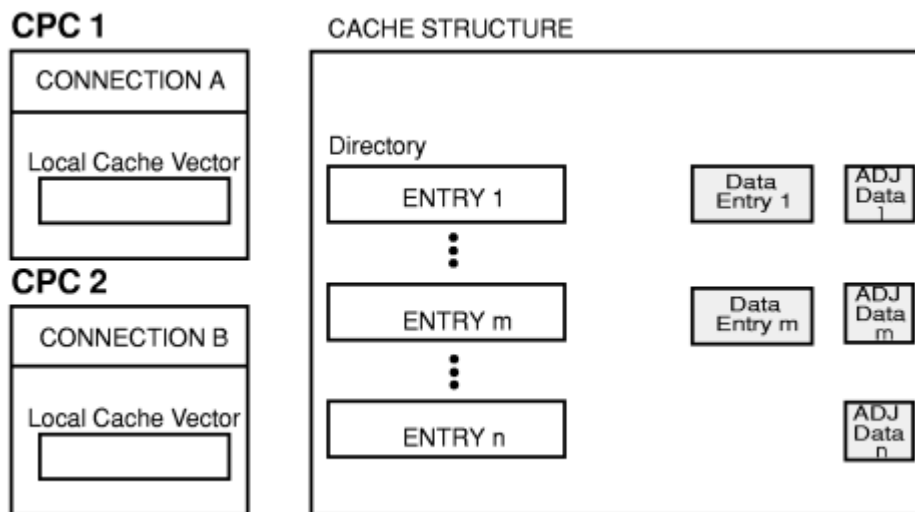 CPC 1
CONNECTION A
Local Cache Vector
CPC 2
CONNECTION B
Local Cache Vector
CACHE STRUCTURE
Directory
ENTRY 1
Data
Entry 1
ADJ
Data
1
ENTRY m
Data
Entry m
ADJ
Data
m
ENTRY n
ADJ
Data
n